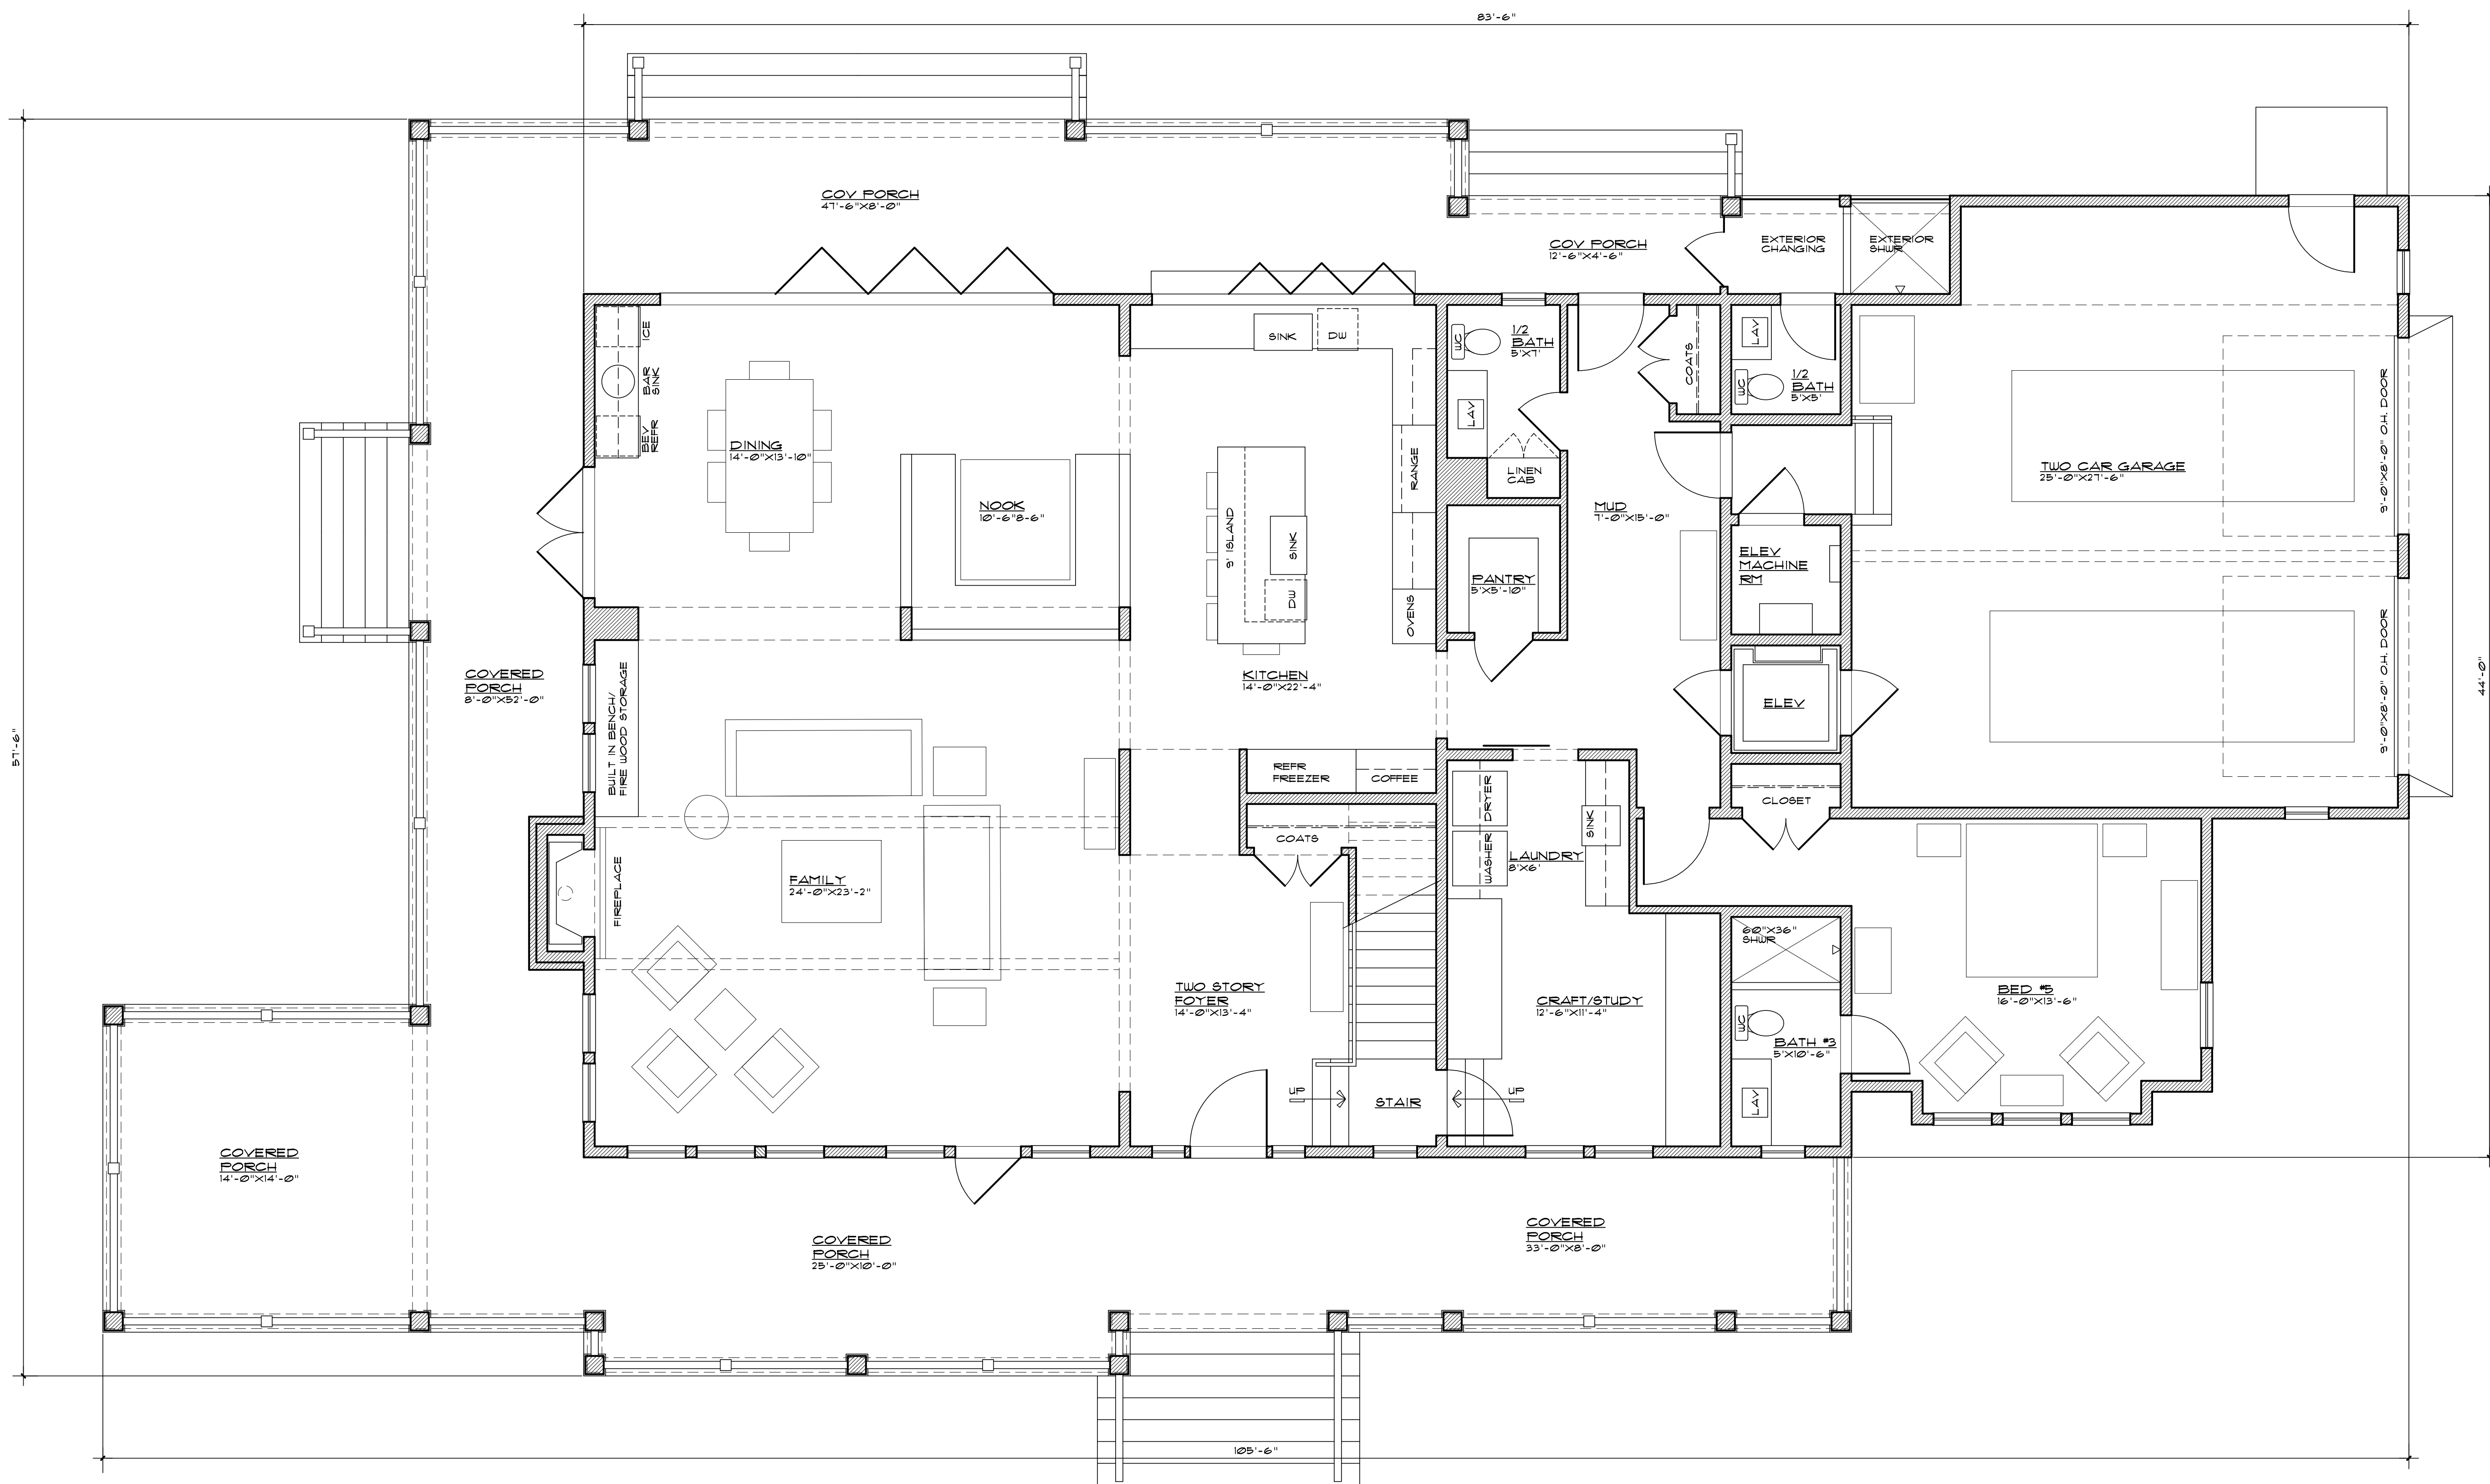 83'-6"
COV PORCH
47'-6"X8'-0"
COV PORCH
12'-6"X4'-6"
EXTERIOR
CHANGING
EXTERIOR
SHWR
ICE
BAR
SINK
BEV
REFR
DINING
14'-0"X13'-10"
NOOK
10'-6"8-6"
SINK
DW
RANGE
9' ISLAND
SINK
DW
OVENS
KITCHEN
14'-0"X22'-4"
WC
1/2
BATH
5'X7'
LAV
LINEN
CAB
COATS
LAV
WC
1/2
BATH
5'X5'
MUD
7'-0"X15'-0"
PANTRY
5'X5'-10"
ELEV
MACHINE
RM
ELEV
CLOSET
TWO CAR GARAGE
25'-0"X27'-6"
9'-0"X8'-0" O.H. DOOR
9'-0"X8'-0" O.H. DOOR
44'-0"
57'-6"
COVERED
PORCH
8'-0"X52'-0"
BUILT IN BENCH/
FIRE WOOD STORAGE
FIREPLACE
FAMILY
24'-0"X23'-2"
REFR
FREEZER
COFFEE
COATS
DRYER
WASHER
SINK
LAUNDRY
8'X6'
TWO STORY
FOYER
14'-0"X13'-4"
CRAFT/STUDY
12'-6"X11'-4"
60"X36"
SHWR
WC
BATH #3
5'X10'-6"
LAV
BED #5
16'-0"X13'-6"
UP
STAIR
UP
COVERED
PORCH
14'-0"X14'-0"
COVERED
PORCH
25'-0"X10'-0"
COVERED
PORCH
33'-0"X8'-0"
105'-6"